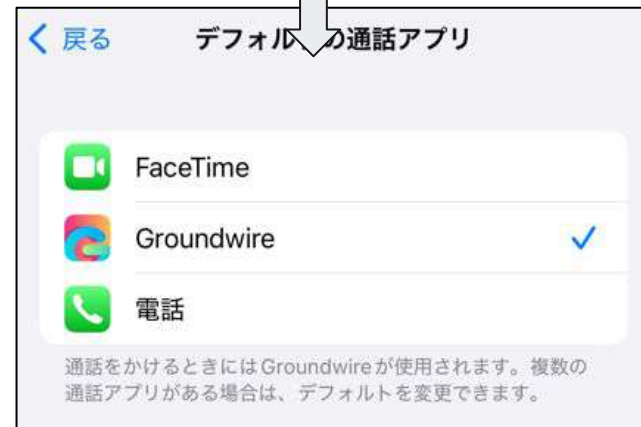 戻る デフォルトの通話アプリ
FaceTime
Groundwire
電話
通話をかけるときにはGroundwireが使用されます。複数の
通話アプリがある場合は、デフォルトを変更できます。